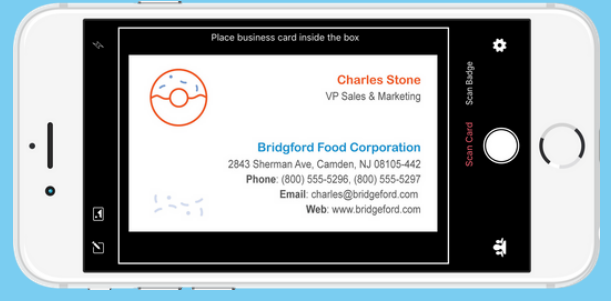 Place business card inside the box
Charles Stone
VP Sales & Marketing
Bridgford Food Corporation
2843 Sherman Ave, Camden, NJ 08105-442
Phone: (800) 555-5296, (800) 555-5297
Email: charles@bridgeford.com
Web: www.bridgeford.com
Scan Badge
Scan Card